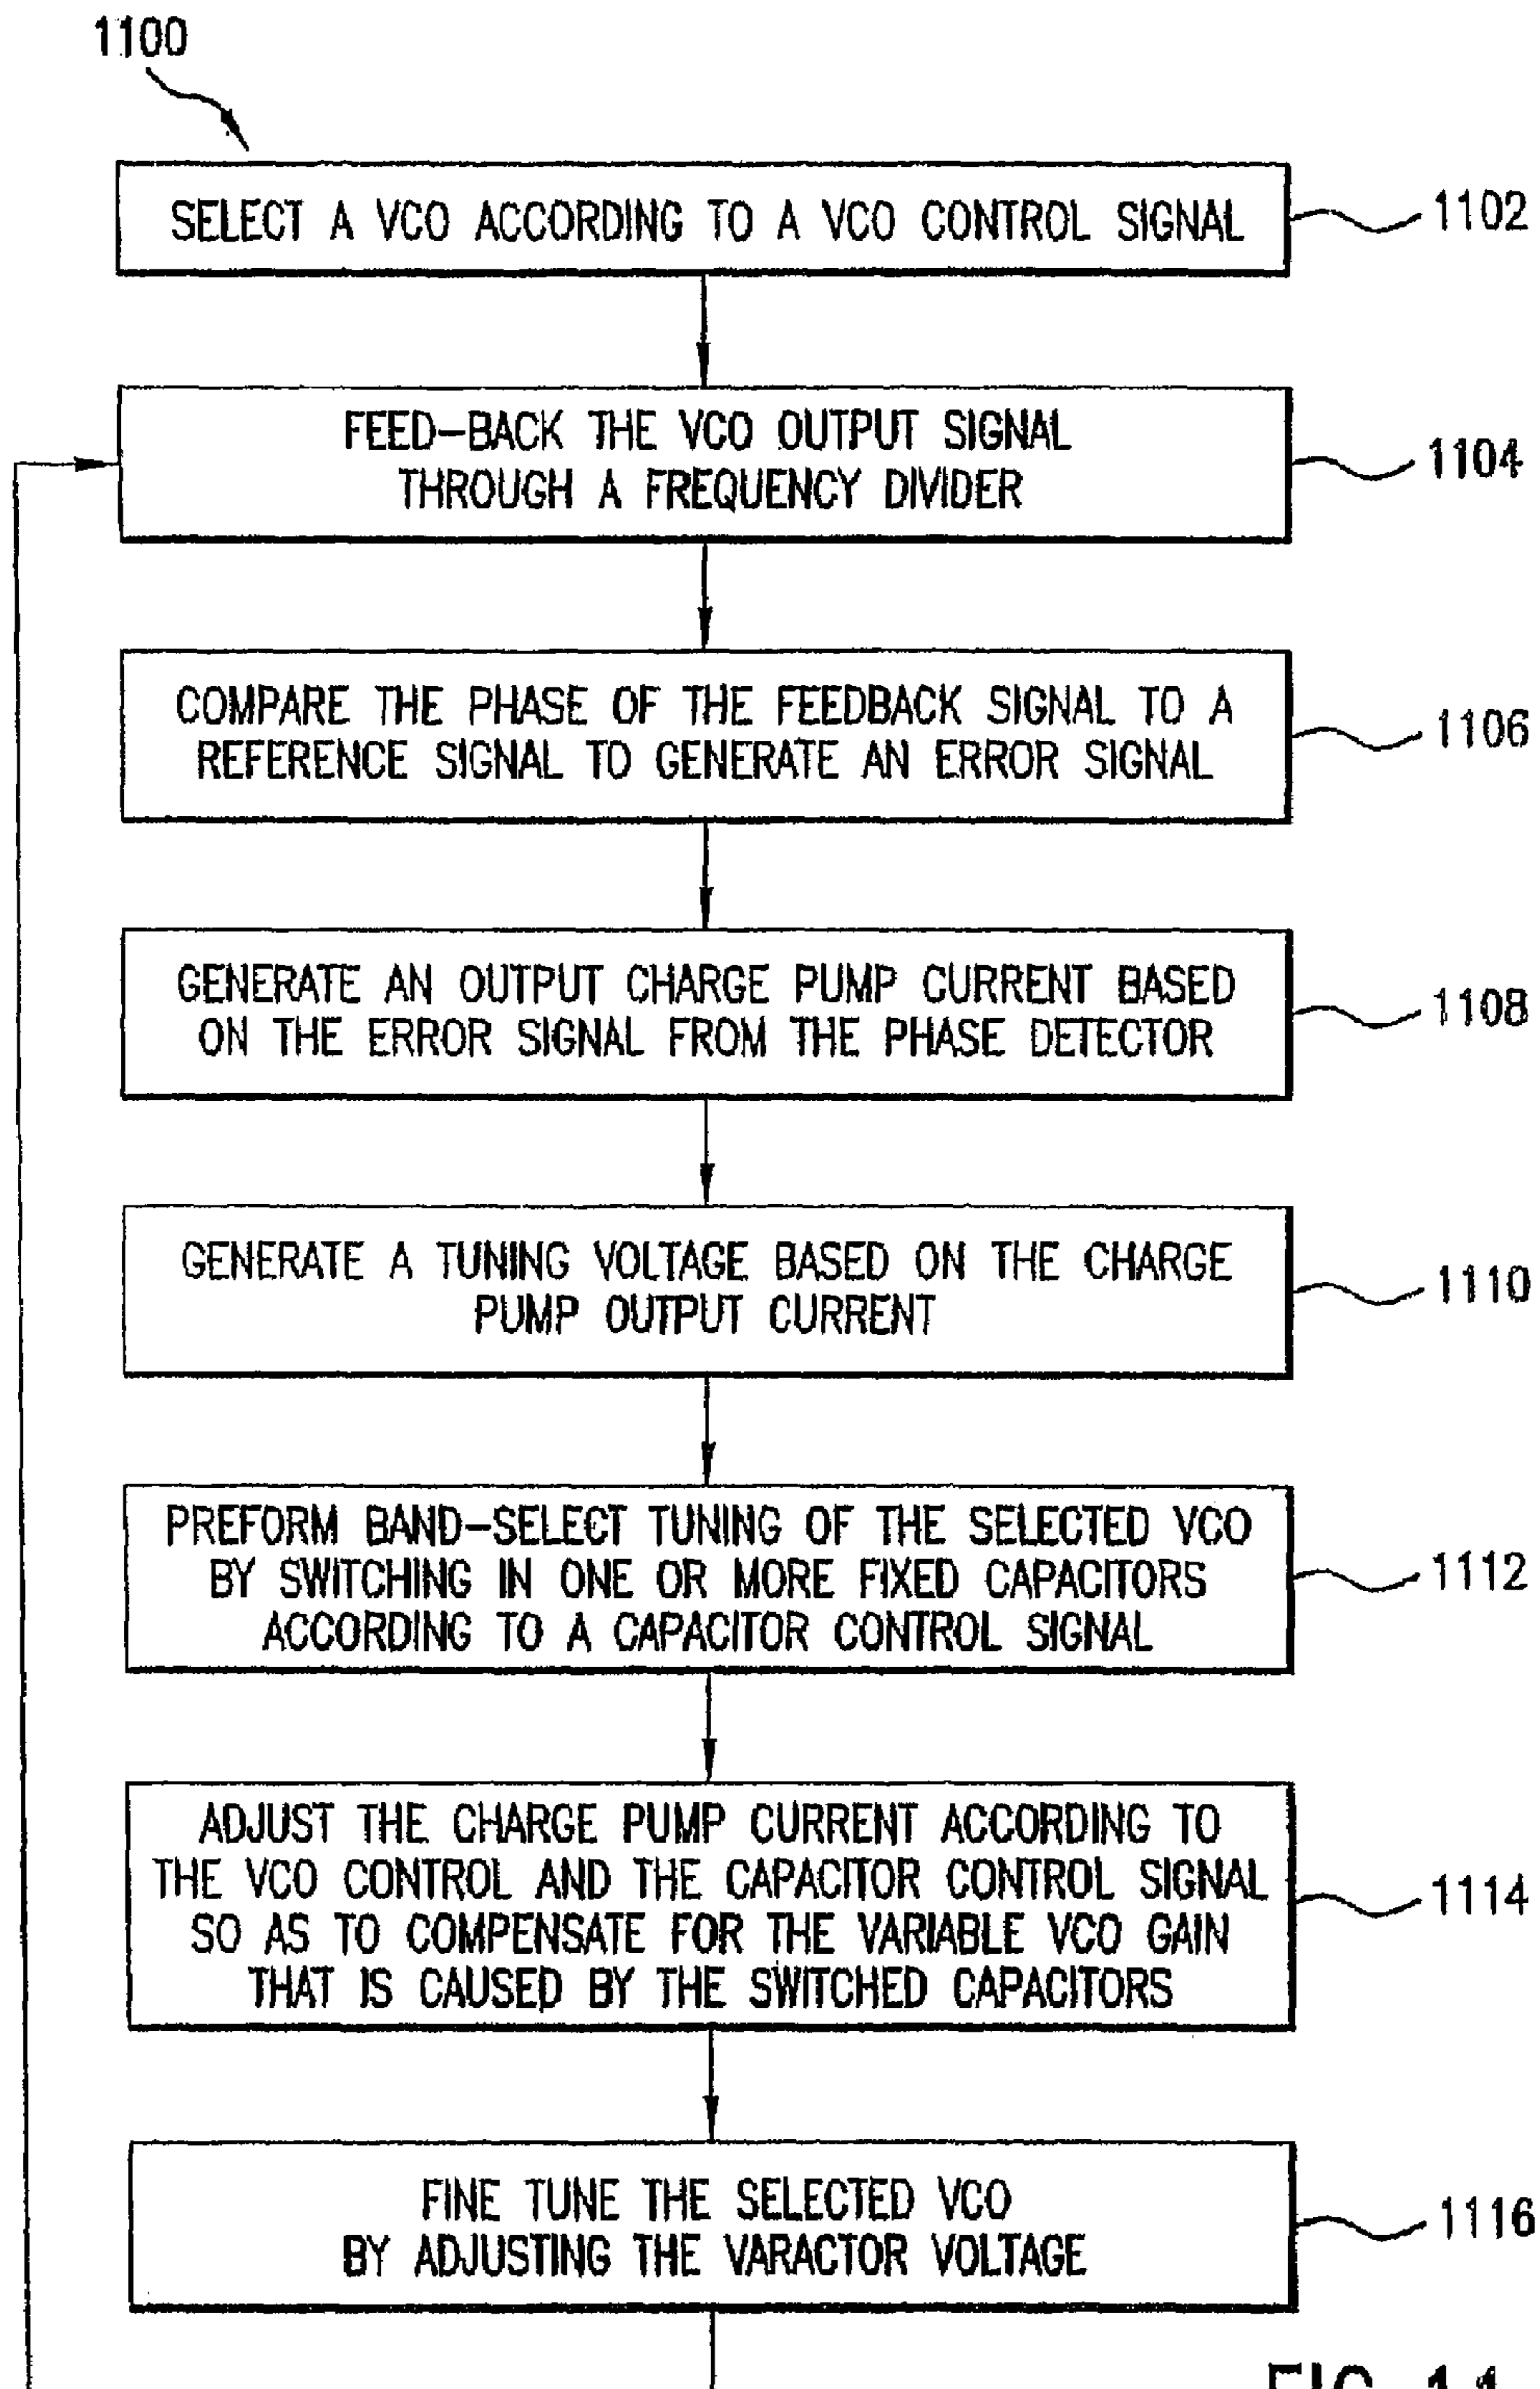 1100
SELECT A VCO ACCORDING TO A VCO CONTROL SIGNAL
1102
FEED-BACK THE VCO OUTPUT SIGNAL
THROUGH A FREQUENCY DIVIDER
1104
COMPARE THE PHASE OF THE FEEDBACK SIGNAL TO A
REFERENCE SIGNAL TO GENERATE AN ERROR SIGNAL
1106
GENERATE AN OUTPUT CHARGE PUMP CURRENT BASED
ON THE ERROR SIGNAL FROM THE PHASE DETECTOR
1108
GENERATE A TUNING VOLTAGE BASED ON THE CHARGE
PUMP OUTPUT CURRENT
1110
PREFORM BAND-SELECT TUNING OF THE SELECTED VCO
BY SWITCHING IN ONE OR MORE FIXED CAPACITORS
ACCORDING TO A CAPACITOR CONTROL SIGNAL
1112
ADJUST THE CHARGE PUMP CURRENT ACCORDING TO
THE VCO CONTROL AND THE CAPACITOR CONTROL SIGNAL
SO AS TO COMPENSATE FOR THE VARIABLE VCO GAIN
THAT IS CAUSED BY THE SWITCHED CAPACITORS
1114
FINE TUNE THE SELECTED VCO
BY ADJUSTING THE VARACTOR VOLTAGE
1116
FIG. 11